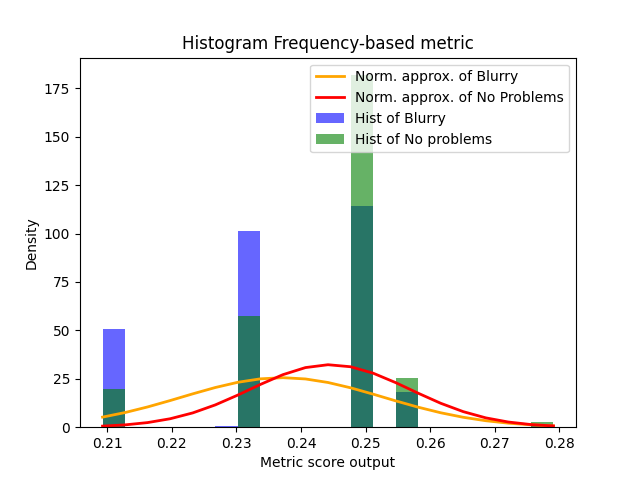 Histogram Frequency-based metric
Norm. approx. of Blurry
Norm. approx. of No Problems
Hist of Blurry
Hist of No problems
175
150
125
100
75
50
25
0
Density
0.21 0.22 0.23 0.24 0.25 0.26 0.27 0.28
Metric score output